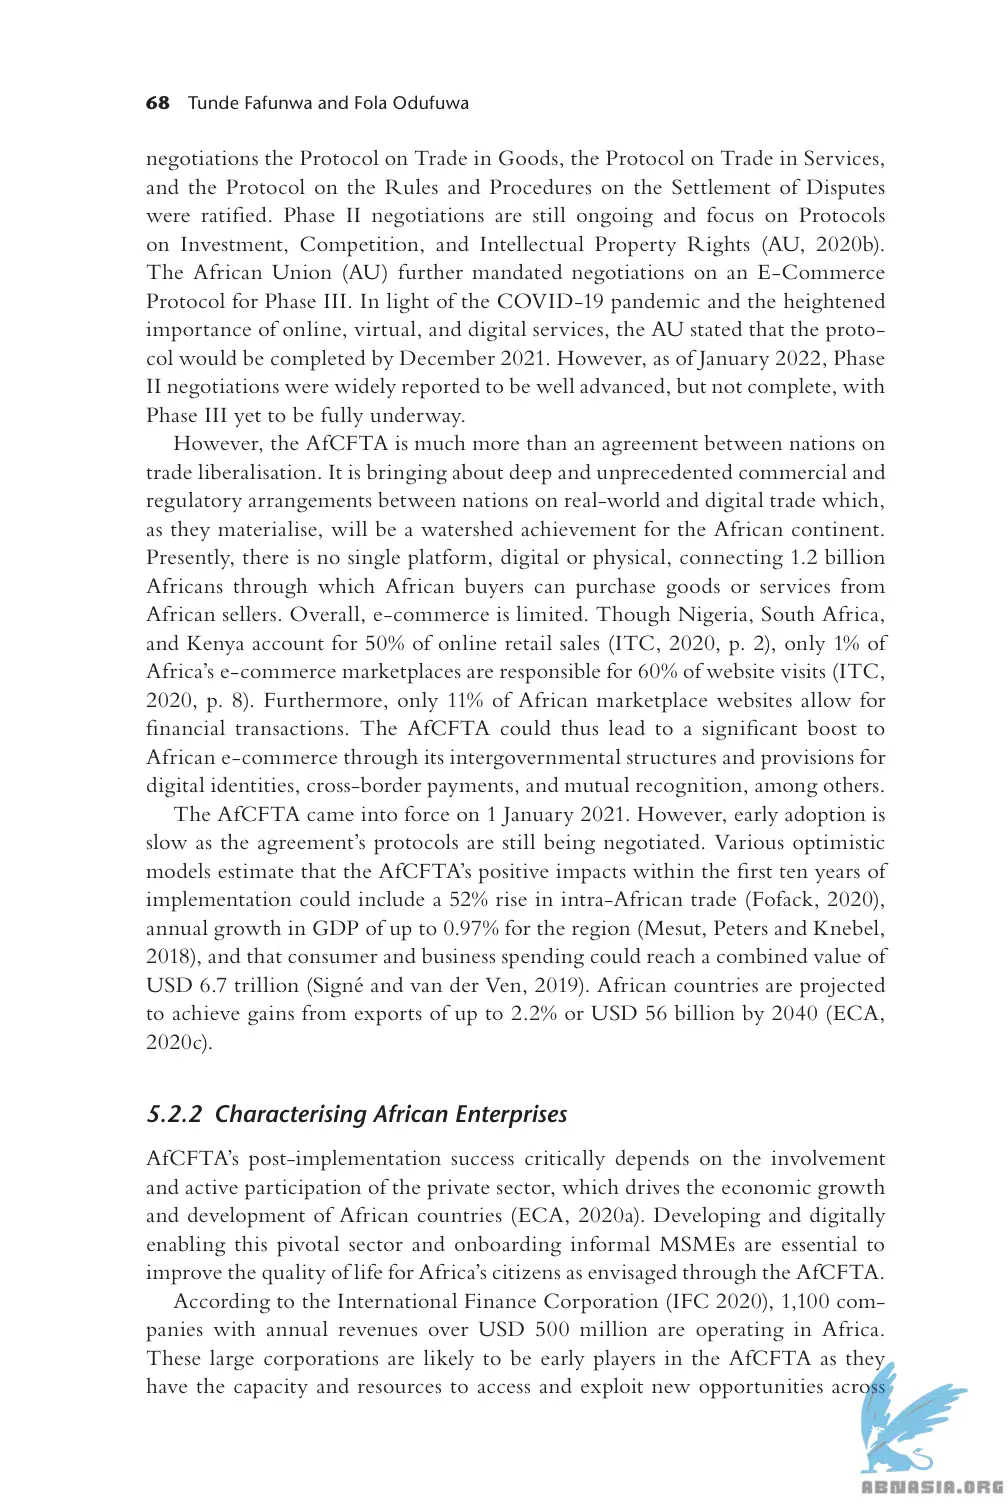 68 Tunde Fafunwa and Fola Odufuwa
negotiations the Protocol on Trade in Goods, the Protocol on Trade in Services,
and the Protocol on the Rules and Procedures on the Settlement of Disputes
were ratified. Phase II negotiations are still ongoing and focus on Protocols
on Investment, Competition, and Intellectual Property Rights (AU, 2020b).
The African Union (AU) further mandated negotiations on an E-Commerce
Protocol for Phase III. In light of the COVID-19 pandemic and the heightened
importance of online, virtual, and digital services, the AU stated that the proto-
col would be completed by December 2021. However, as of January 2022, Phase
II negotiations were widely reported to be well advanced, but not complete, with
Phase III yet to be fully underway.
However, the AfCFTA is much more than an agreement between nations on
trade liberalisation. It is bringing about deep and unprecedented commercial and
regulatory arrangements between nations on real-world and digital trade which,
as they materialise, will be a watershed achievement for the African continent.
Presently, there is no single platform, digital or physical, connecting 1.2 billion
Africans through which African buyers can purchase goods or services from
African sellers. Overall, e-commerce is limited. Though Nigeria, South Africa,
and Kenya account for 50% of online retail sales (ITC, 2020, p. 2), only 1% of
Africa's e-commerce marketplaces are responsible for 60% of website visits (ITC,
2020, p. 8). Furthermore, only 11% of African marketplace websites allow for
financial transactions. The AfCFTA could thus lead to a significant boost to
African e-commerce through its intergovernmental structures and provisions for
digital identities, cross-border payments, and mutual recognition, among others.
The AfCFTA came into force on 1 January 2021. However, early adoption is
slow as the agreement's protocols are still being negotiated. Various optimistic
models estimate that the AfCFTA's positive impacts within the first ten years of
implementation could include a 52% rise in intra-African trade (Fofack, 2020),
annual growth in GDP of up to 0.97% for the region (Mesut, Peters and Knebel,
2018), and that consumer and business spending could reach a combined value of
USD 6.7 trillion (Signé and van der Ven, 2019). African countries are projected
to achieve gains from exports of up to 2.2% or USD 56 billion by 2040 (ECA,
2020c).
5.2.2 Characterising African Enterprises
AfCFTA's post-implementation success critically depends on the involvement
and active participation of the private sector, which drives the economic growth
and development of African countries (ECA, 2020a). Developing and digitally
enabling this pivotal sector and onboarding informal MSMEs are essential to
improve the quality of life for Africa's citizens as envisaged through the AfCFTA.
According to the International Finance Corporation (IFC 2020), 1,100 com-
panies with annual revenues over USD 500 million are operating in Africa.
These large corporations are likely to be early players in the AfCFTA as they
have the capacity and resources to access and exploit new opportunities across
ABNASIA.ORG